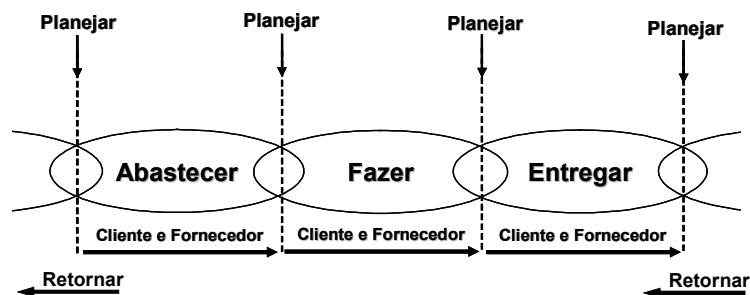 Planejar
Planejar
Planejar
Planejar
Abastecer
Fazer
Entregar
Cliente e Fornecedor
Cliente e Fornecedor
Cliente e Fornecedor
Retornar
Retornar